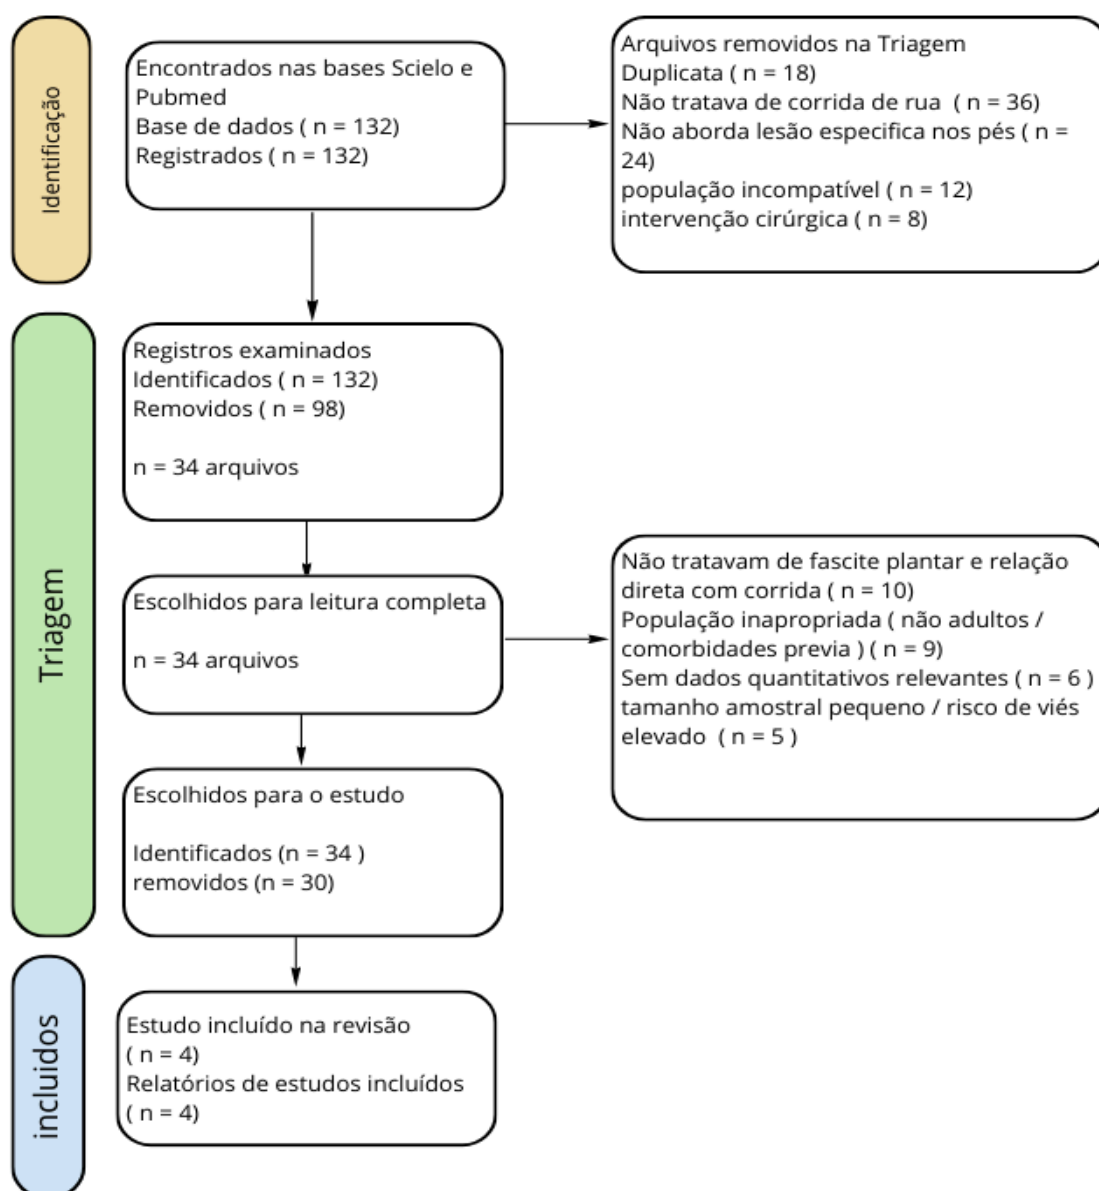 Identificação
Encontrados nas bases Scielo e
Pubmed
Base de dados ( n = 132)
Registrados ( n = 132)
Arquivos removidos na Triagem
Duplicata ( n = 18)
Não tratava de corrida de rua  ( n = 36)
Não aborda lesão especifica nos pés ( n =
24)
população incompatível ( n = 12)
intervenção cirúrgica ( n = 8)
Triagem
Registros examinados
Identificados ( n = 132)
Removidos ( n = 98)
n = 34 arquivos
Escolhidos para leitura completa
n = 34 arquivos
Não tratavam de fascite plantar e relação
direta com corrida ( n = 10)
População inapropriada ( não adultos /
comorbidades previa ) ( n = 9)
Sem dados quantitativos relevantes ( n = 6 )
tamanho amostral pequeno / risco de viés
elevado  ( n = 5 )
Escolhidos para o estudo
Identificados (n = 34 )
removidos (n = 30)
incluidos
Estudo incluído na revisão
( n = 4)
Relatórios de estudos incluídos
( n = 4)